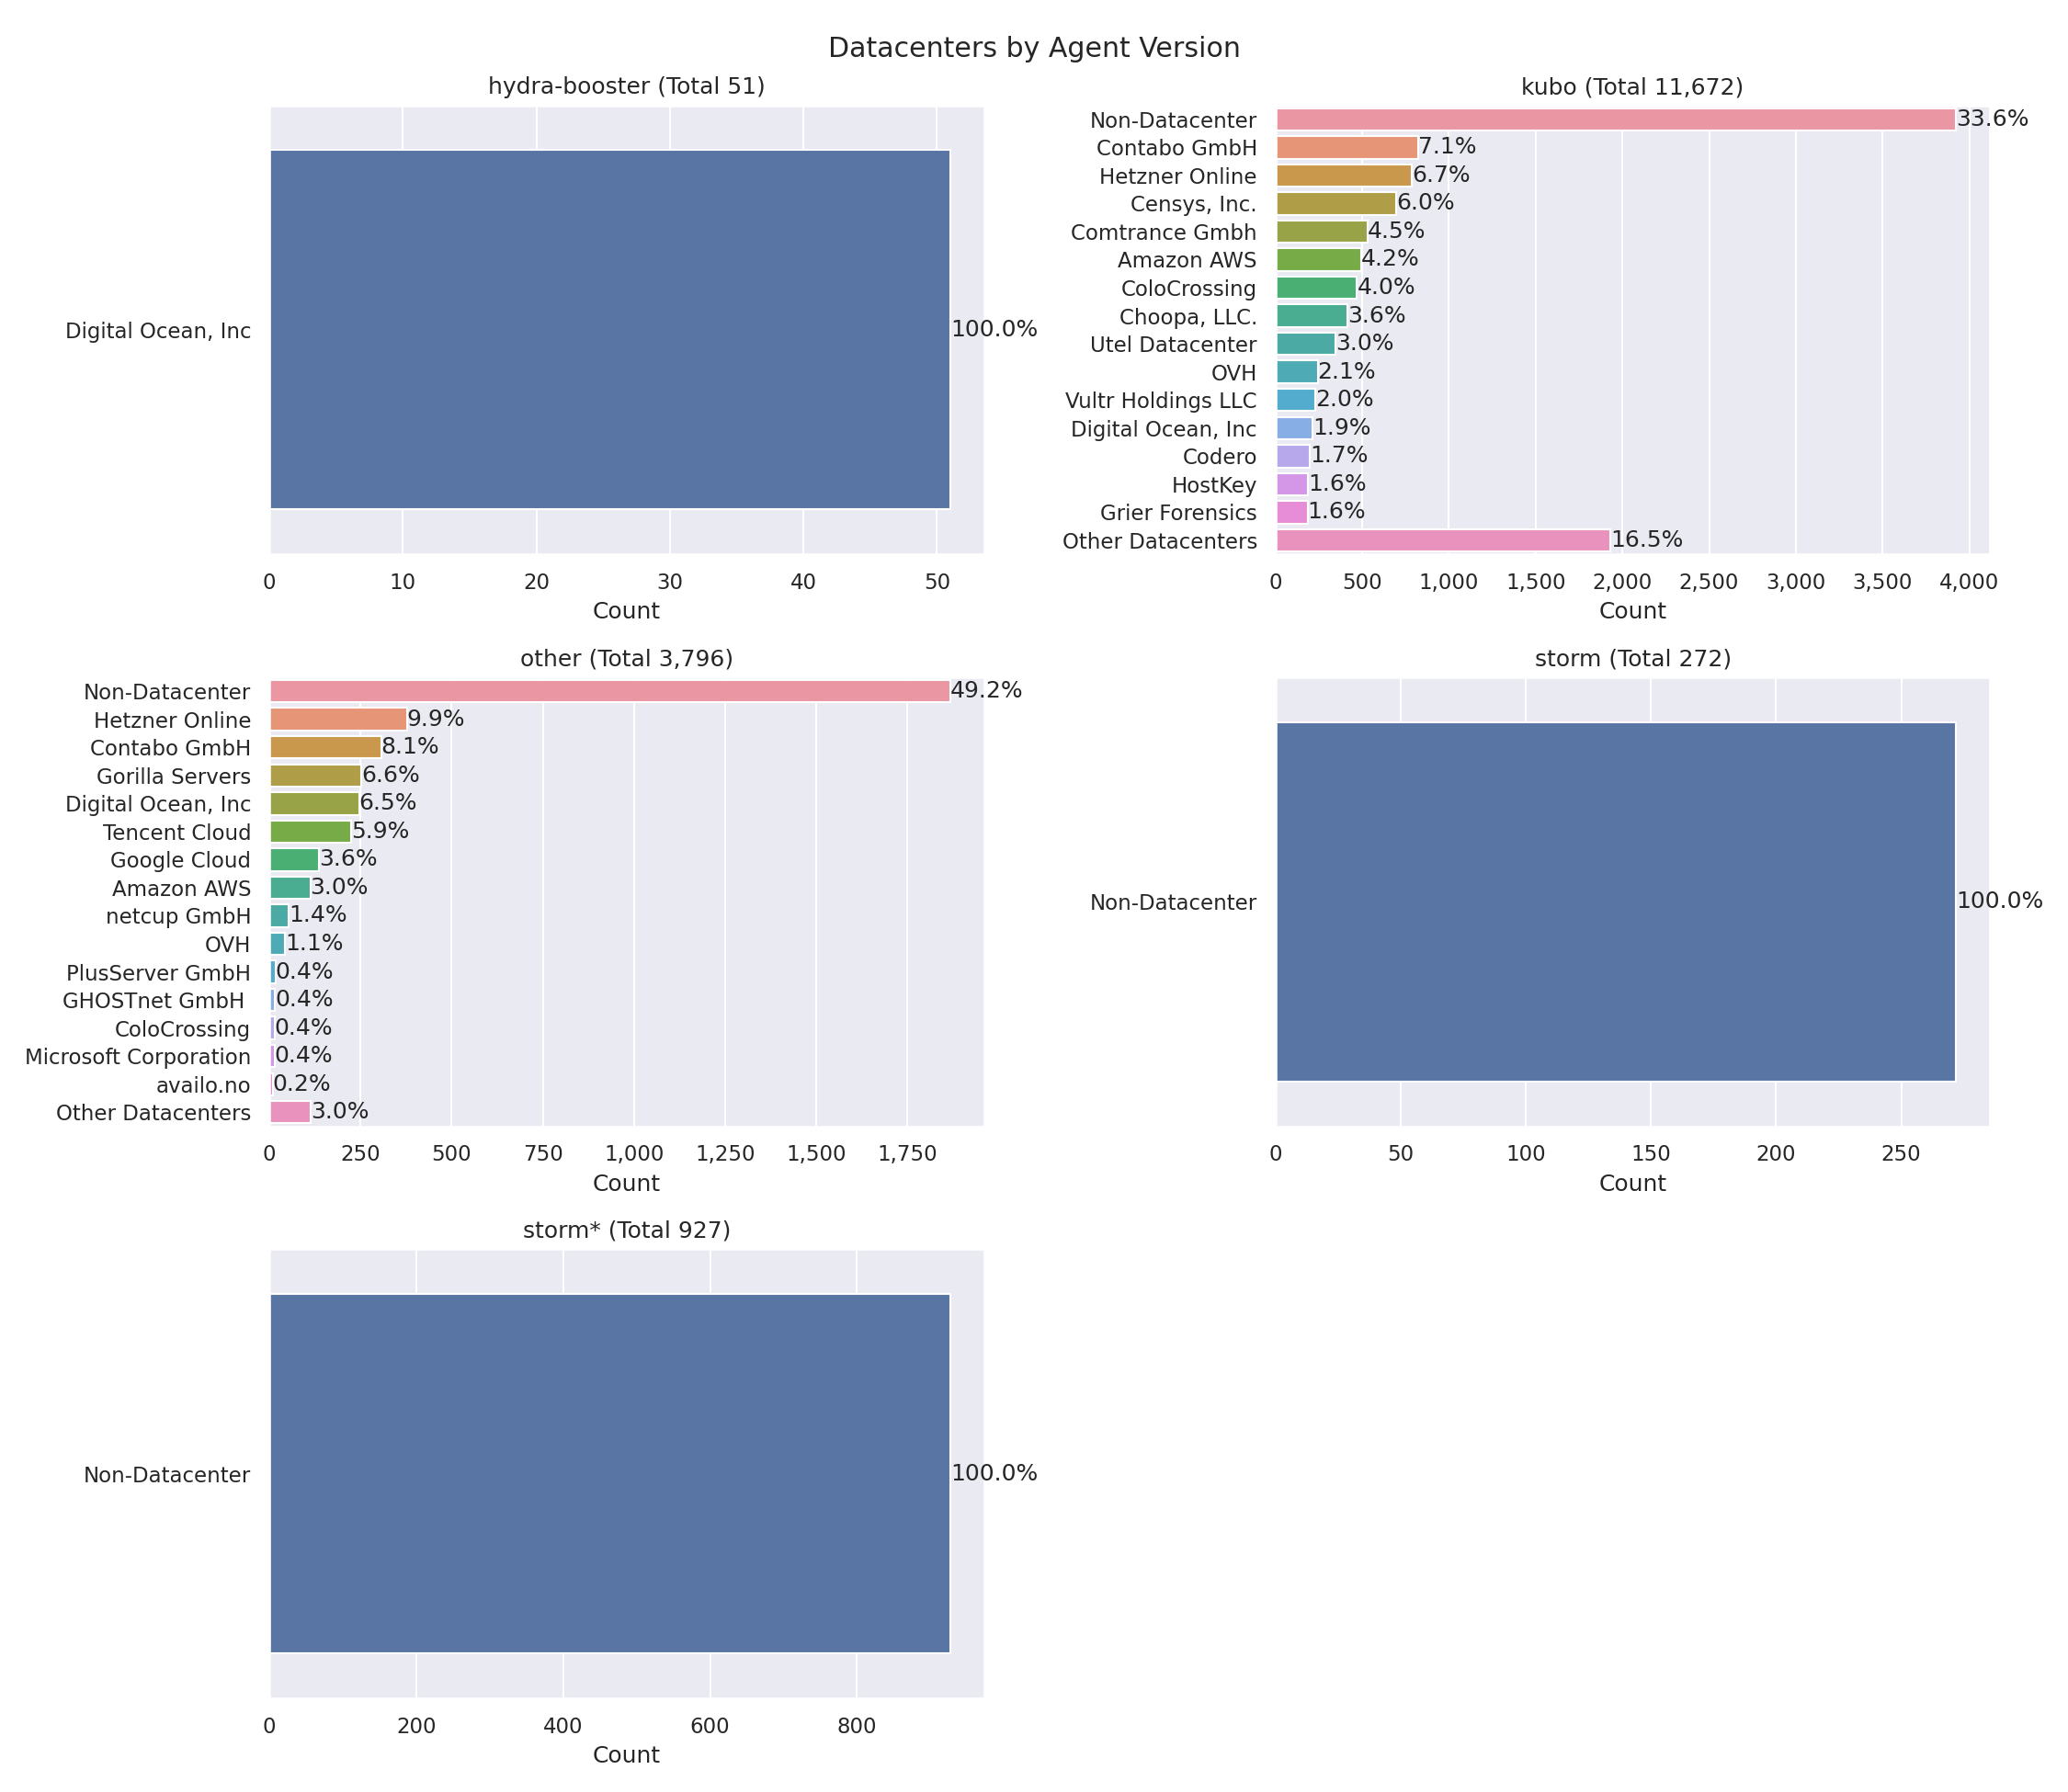 Datacenters by Agent Version
hydra-booster (Total 51)
Digital Ocean, Inc
100.0%
0 10 20 30 40 50
Count
kubo (Total 11,672)
Non-Datacenter 33.6%
Contabo GmbH 7.1%
Hetzner Online 6.7%
Censys, Inc. 6.0%
Comtrance Gmbh 4.5%
Amazon AWS 4.2%
ColoCrossing 4.0%
Choopa, LLC. 3.6%
Utel Datacenter 3.0%
OVH 2.1%
Vultr Holdings LLC 2.0%
Digital Ocean, Inc 1.9%
Codero 1.7%
HostKey 1.6%
Grier Forensics 1.6%
Other Datacenters 16.5%
0 500 1,000 1,500 2,000 2,500 3,000 3,500 4,000
Count
other (Total 3,796)
Non-Datacenter 49.2%
Hetzner Online 9.9%
Contabo GmbH 8.1%
Gorilla Servers 6.6%
Digital Ocean, Inc 6.5%
Tencent Cloud 5.9%
Google Cloud 3.6%
Amazon AWS 3.0%
netcup GmbH 1.4%
OVH 1.1%
PlusServer GmbH 0.4%
GHOSTnet GmbH 0.4%
ColoCrossing 0.4%
Microsoft Corporation 0.4%
availo.no 0.2%
Other Datacenters 3.0%
0 250 500 750 1,000 1,250 1,500 1,750
Count
storm (Total 272)
Non-Datacenter 100.0%
0 50 100 150 200 250
Count
storm* (Total 927)
Non-Datacenter 100.0%
0 200 400 600 800
Count